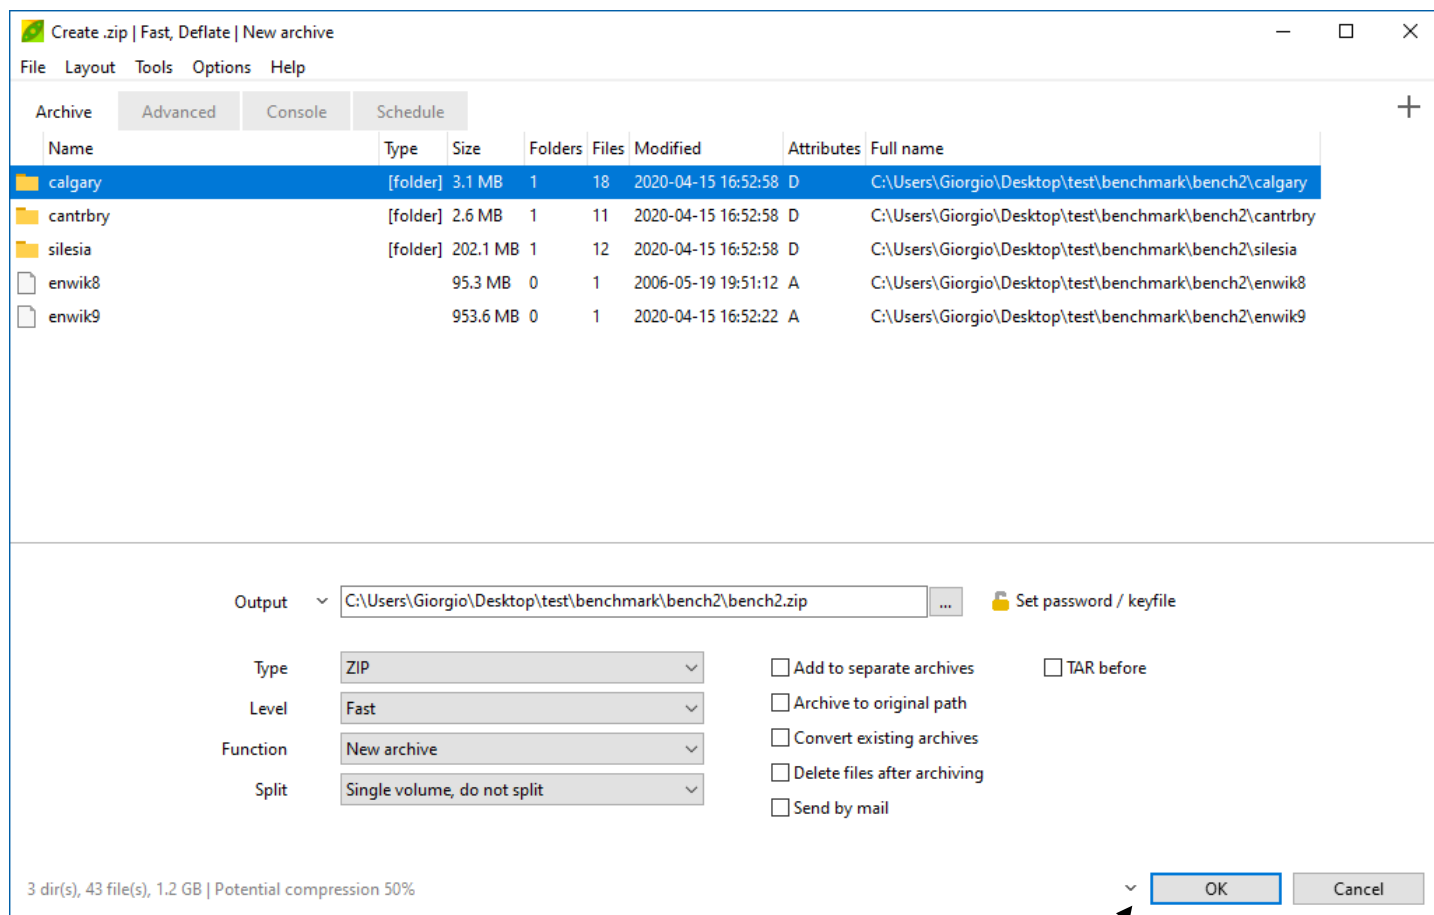 Create .zip | Fast, Deflate | New archive
File Layout Tools Options Help
Archive Advanced Console Schedule
Name Type Size Folders Files Modified Attributes Full name
calgary [folder] 3.1 MB 1 18 2020-04-15 16:52:58 D C:\Users\Giorgio\Desktop\test\benchmark\bench2\calgary
cantrbry [folder] 2.6 MB 1 11 2020-04-15 16:52:58 D C:\Users\Giorgio\Desktop\test\benchmark\bench2\cantrbry
silesia [folder] 202.1 MB 1 12 2020-04-15 16:52:58 D C:\Users\Giorgio\Desktop\test\benchmark\bench2\silesia
enwik8 95.3 MB 0 1 2006-05-19 19:51:12 A C:\Users\Giorgio\Desktop\test\benchmark\bench2\enwik8
enwik9 953.6 MB 0 1 2020-04-15 16:52:22 A C:\Users\Giorgio\Desktop\test\benchmark\bench2\enwik9
Output C:\Users\Giorgio\Desktop\test\benchmark\bench2\bench2.zip ... Set password / keyfile
Type ZIP Add to separate archives TAR before
Level Fast Archive to original path
Function New archive Convert existing archives
Split Single volume, do not split Delete files after archiving
Send by mail
3 dir(s), 43 file(s), 1.2 GB | Potential compression 50% OK Cancel